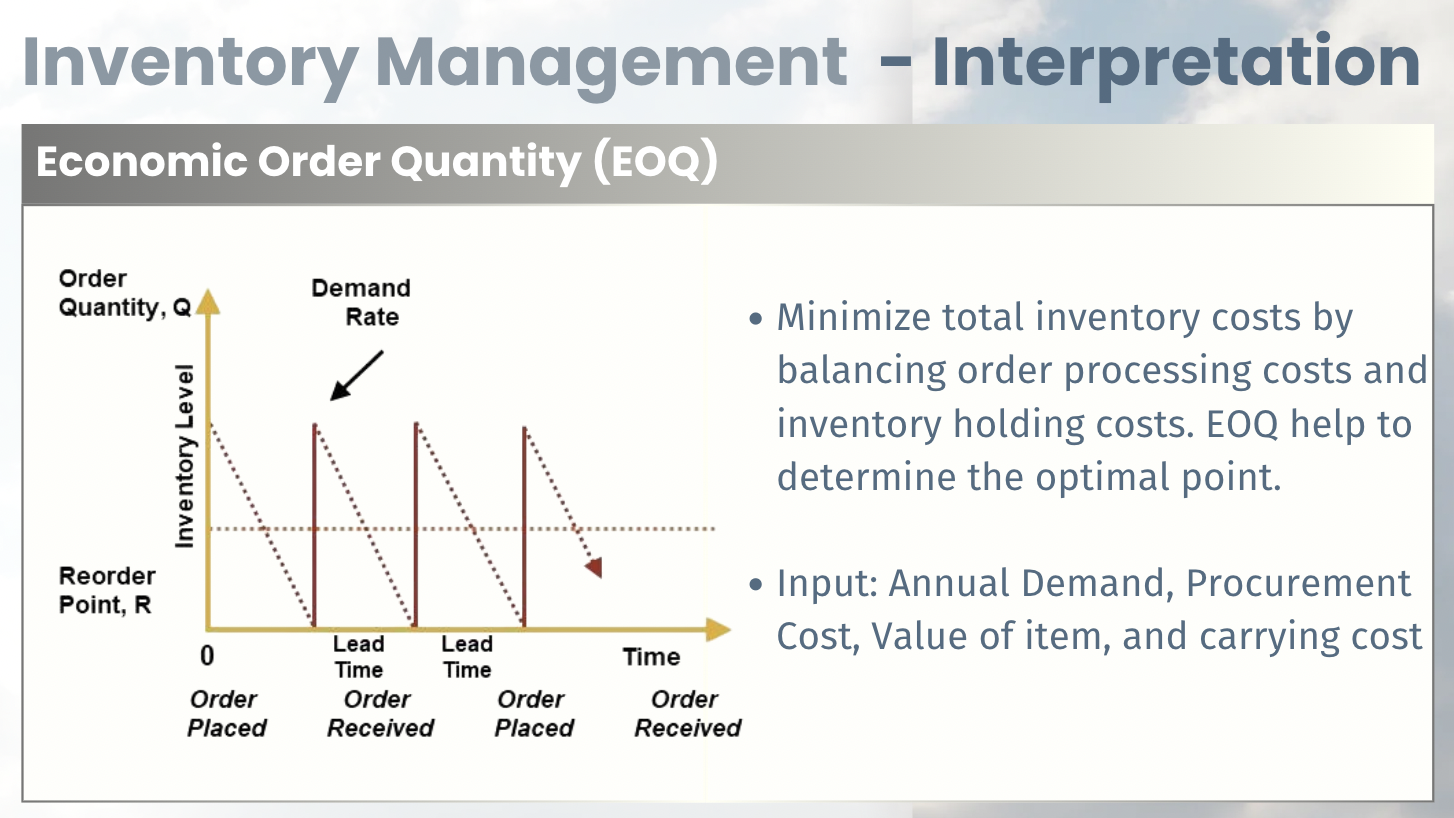 Inventory Management - Interpretation
Economic Order Quantity (EOQ)
Order
Quantity, Q
Demand
Rate
Inventory Level
Reorder
Point, R
0
Lead
Time
Lead
Time
Time
Order
Placed
Order
Received
Order
Placed
Order
Received
• Minimize total inventory costs by
balancing order processing costs and
inventory holding costs. EOQ help to
determine the optimal point.
• Input: Annual Demand, Procurement
Cost, Value of item, and carrying cost